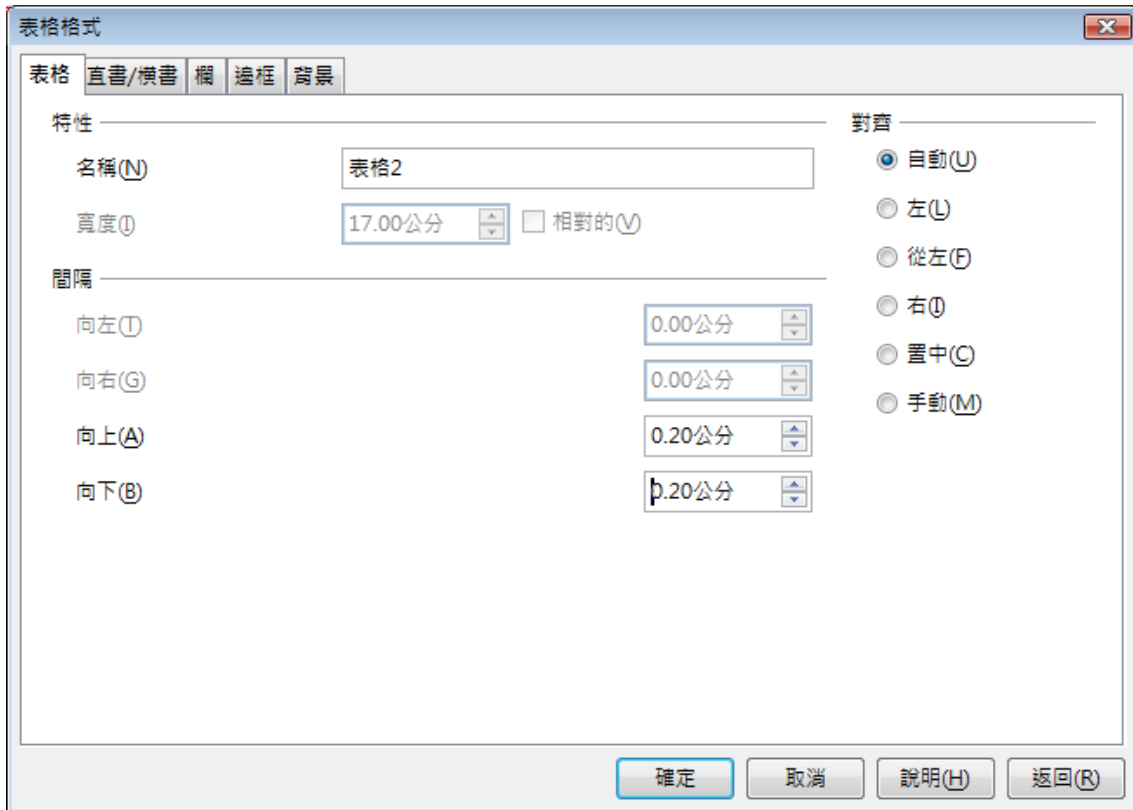 表格格式
表格 直書/橫書 欄 邊框 背景
特性
名稱(N) 表格2
寬度(I) 17.00公分 相對的(V)
間隔
向左(T) 0.00公分
向右(G) 0.00公分
向上(A) 0.20公分
向下(B) 0.20公分
對齊
自動(U)
左(L)
從左(F)
右(I)
置中(C)
手動(M)
確定 取消 說明(H) 返回(R)